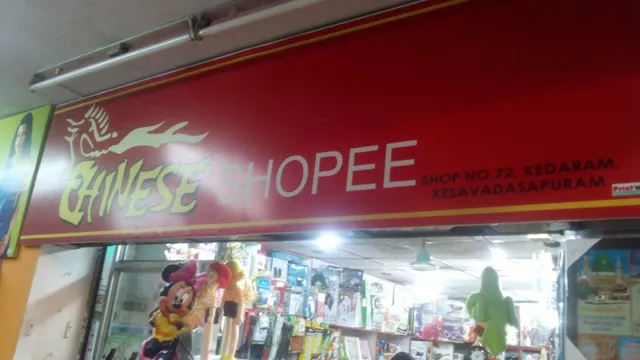 CHINESE SHOPEE
SHOP NO.72, KEDARAM.
KESAVADASAPURAM